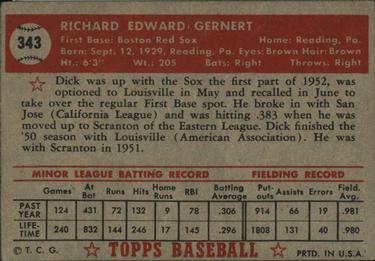 343
RICHARD EDWARD GERNERT
First Base: Boston Red Sox Home: Reading, Pa.
Born: Sept. 12, 1929, Reading, Pa. Eyes: Brown Hair: Brown
Ht.: 6'3" Wt.: 205 Bats: Right Throws: Right
Dick was up with the Sox the first part of 1952, was
optioned to Louisville in May and recalled in June to
take over the regular First Base spot. He broke in with San
Jose (California League) and was hitting .383 when he
was moved up to Scranton of the Eastern League. Dick finished
the '50 season with Louisville (American Association). He was
with Scranton in 1951.
MINOR LEAGUE BATTING RECORD FIELDING RECORD
Games At Bat Runs Hits Home Runs RBI Batting Average Put-outs Assists Errors Field. Avg.
PAST YEAR 124 431 72 132 9 78 .306 914 66 19 .981
LIFE-TIME 240 832 144 246 17 145 .296 1808 131 40 .980
© T. C. G. TOPPS BASEBALL PRTD. IN U.S.A.